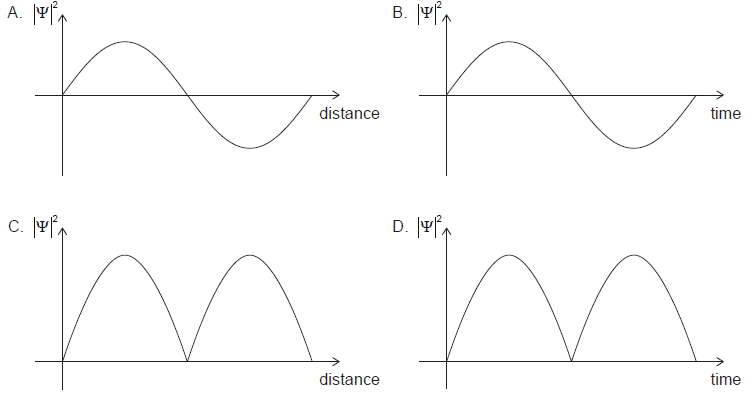 A. |Ψ|²
distance
B. |Ψ|²
time
C. |Ψ|²
distance
D. |Ψ|²
time